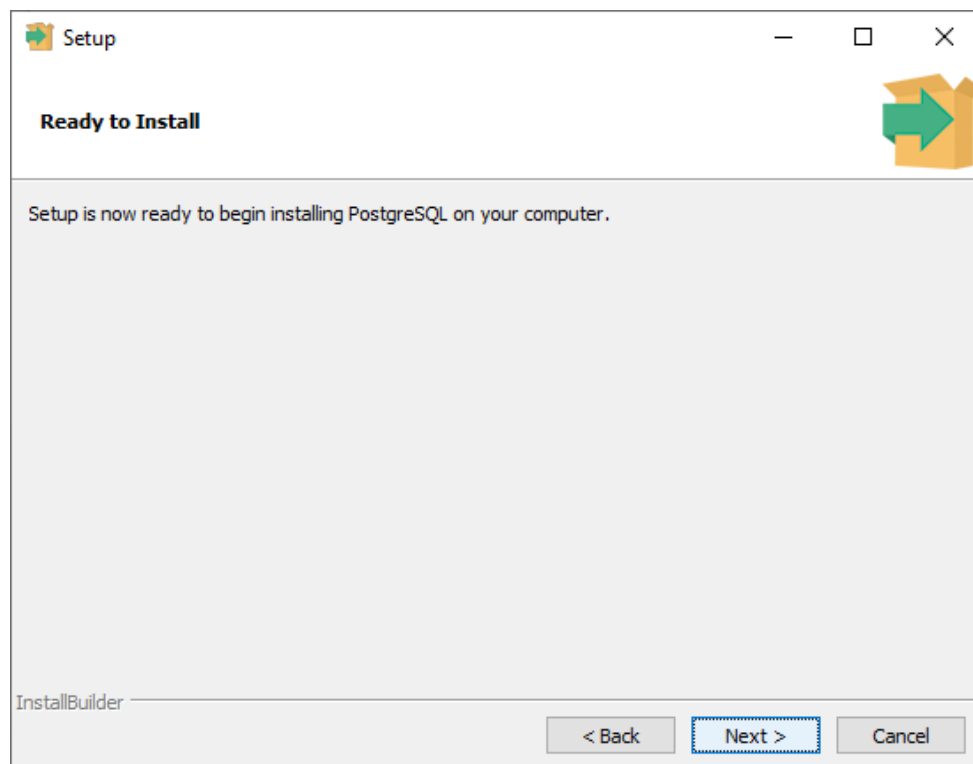 Setup
Ready to Install
Setup is now ready to begin installing PostgreSQL on your computer.
InstallBuilder
< Back
Next >
Cancel